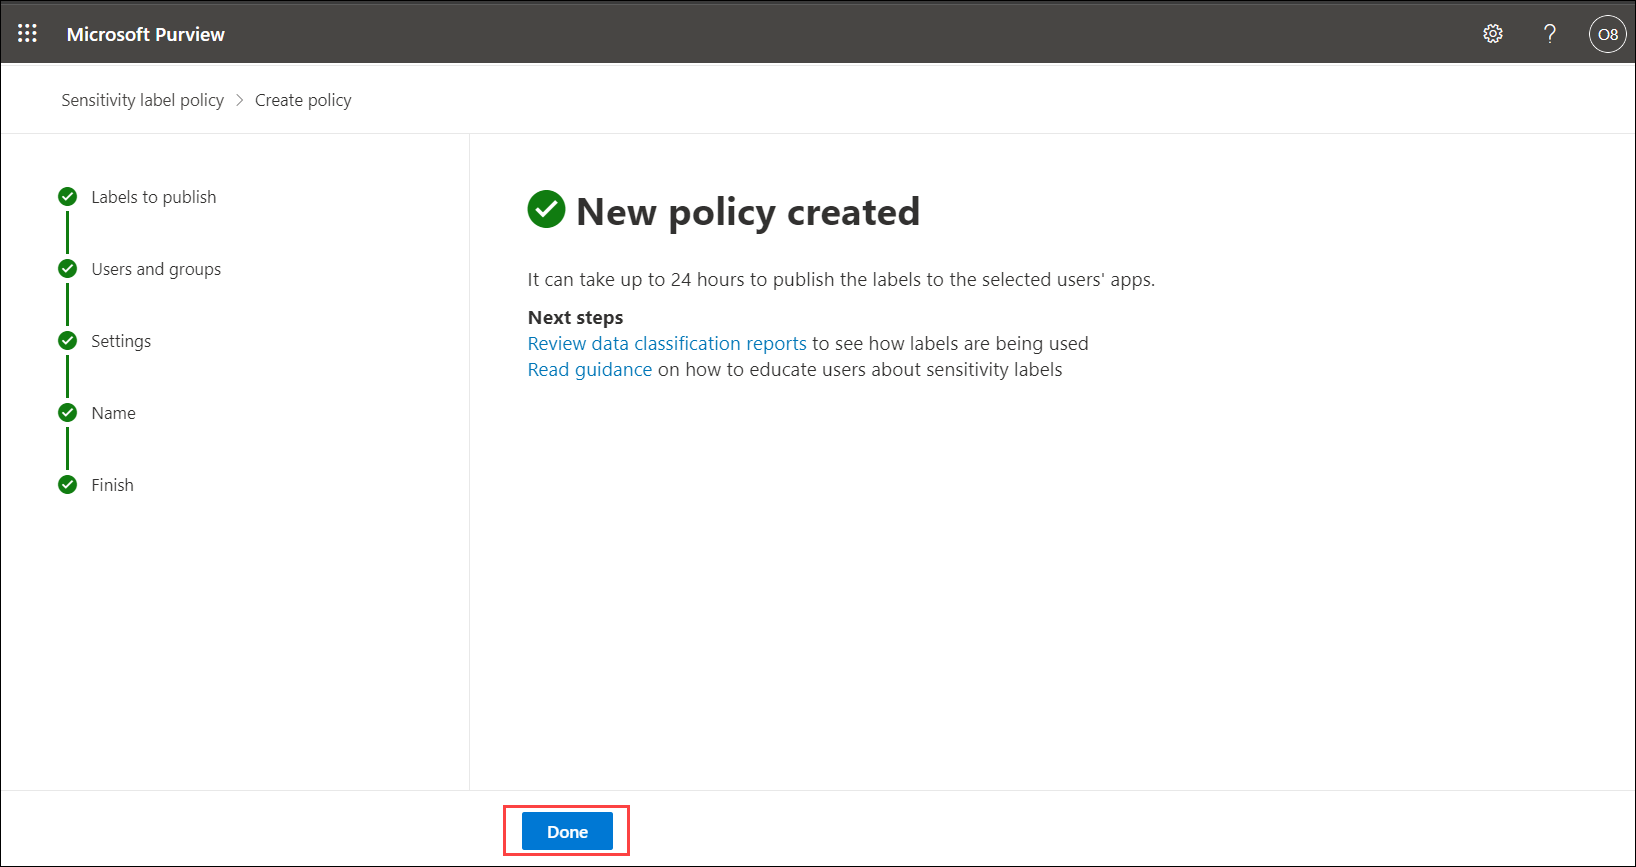 Microsoft Purview
?
O8
Sensitivity label policy > Create policy
Labels to publish
Users and groups
Settings
Name
Finish
New policy created
It can take up to 24 hours to publish the labels to the selected users' apps.
Next steps
Review data classification reports to see how labels are being used
Read guidance on how to educate users about sensitivity labels
Done